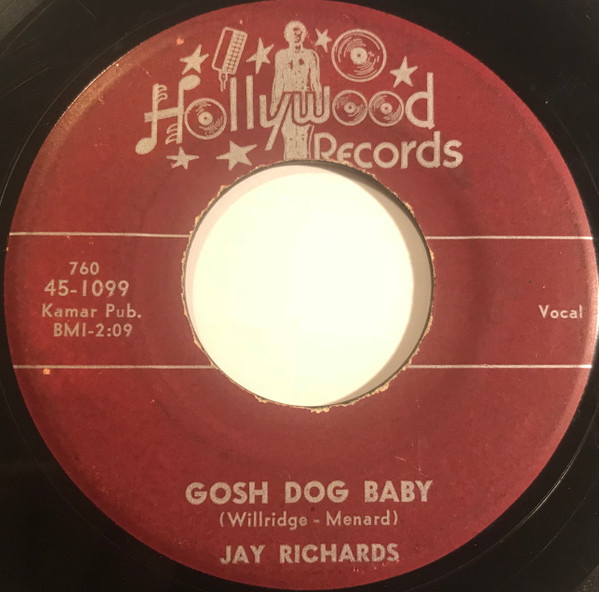 Hollywood
Records
760
45-1099
Kamar Pub.
BMI-2:09
Vocal
GOSH DOG BABY
(Willridge - Menard)
JAY RICHARDS